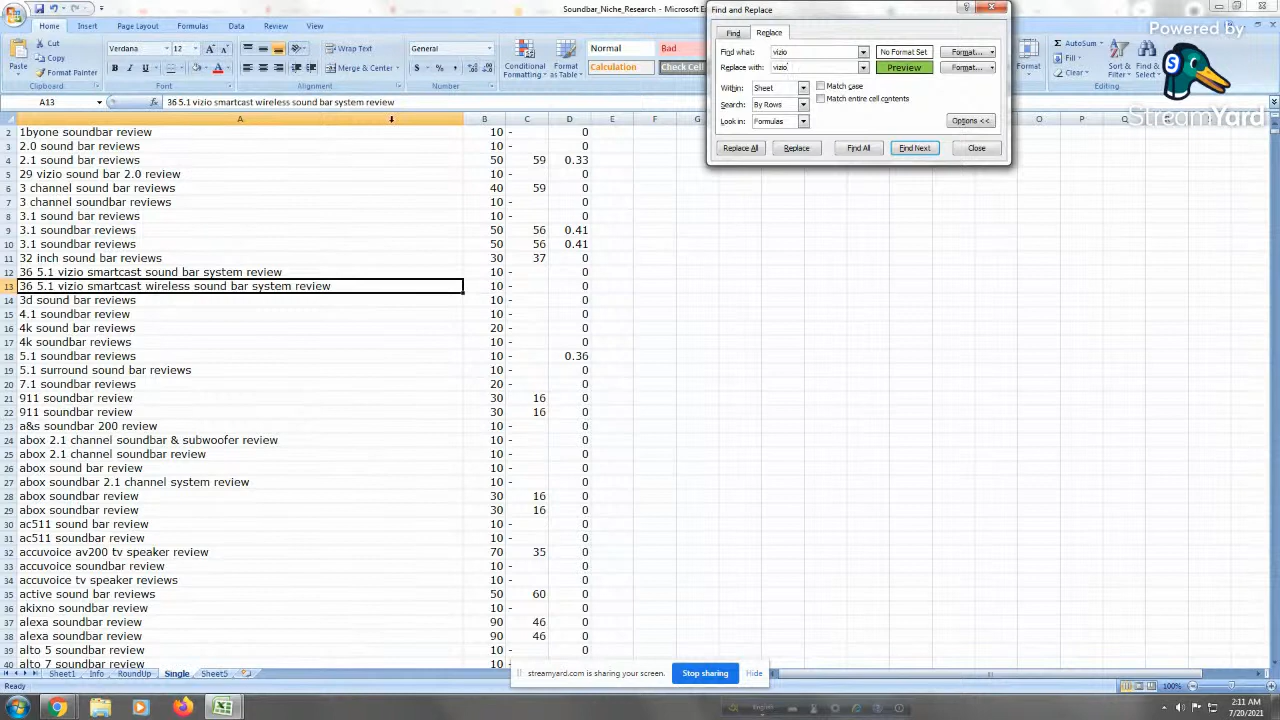 Soundbar_Niche_Research - Microsoft E
Home Insert Page Layout Formulas Data Review View
Cut
Copy
Format Painter
Clipboard
Verdana 12
B I U
Font
Wrap Text
Merge & Center
Alignment
General
Number
Conditional Formatting
Format as Table
Normal Bad
Calculation Check Cell
Format
AutoSum
Fill
Clear
Sort & Filter
Find & Select
Editing
Find and Replace
Find Replace
Find what: vizio No Format Set Format...
Replace with: vizio Preview Format...
Within: Sheet Match case
Search: By Rows Match entire cell contents
Look in: Formulas Options <<
Replace All Replace Find All Find Next Close
Powered by
StreamYard
A13 fx 36 5.1 vizio smartcast wireless sound bar system review
A B C D E F G O P Q R S
2 1byone soundbar review 10 - 0
3 2.0 sound bar reviews 10 - 0
4 2.1 sound bar reviews 50 59 0.33
5 29 vizio sound bar 2.0 review 10 - 0
6 3 channel sound bar reviews 40 59 0
7 3 channel soundbar reviews 10 - 0
8 3.1 sound bar reviews 10 - 0
9 3.1 soundbar reviews 50 56 0.41
10 3.1 soundbar reviews 50 56 0.41
11 32 inch sound bar reviews 30 37 0
12 36 5.1 vizio smartcast sound bar system review 10 - 0
13 36 5.1 vizio smartcast wireless sound bar system review 10 - 0
14 3d sound bar reviews 10 - 0
15 4.1 soundbar review 10 - 0
16 4k sound bar reviews 20 - 0
17 4k soundbar reviews 10 - 0
18 5.1 soundbar reviews 10 - 0.36
19 5.1 surround sound bar reviews 10 - 0
20 7.1 soundbar reviews 20 - 0
21 911 soundbar review 30 16 0
22 911 soundbar review 30 16 0
23 a&s soundbar 200 review 10 - 0
24 abox 2.1 channel soundbar & subwoofer review 10 - 0
25 abox 2.1 channel soundbar review 10 - 0
26 abox sound bar review 10 - 0
27 abox soundbar 2.1 channel system review 10 - 0
28 abox soundbar review 30 16 0
29 abox soundbar review 30 16 0
30 ac511 sound bar review 10 - 0
31 ac511 soundbar review 10 - 0
32 accuvoice av200 tv speaker review 70 35 0
33 accuvoice soundbar review 10 - 0
34 accuvoice tv speaker reviews 10 - 0
35 active sound bar reviews 50 60 0
36 akixno soundbar review 10 - 0
37 alexa soundbar review 90 46 0
38 alexa soundbar review 90 46 0
39 alto 5 soundbar review 10 - 0
40 alto 7 soundbar review 10 - 0
Sheet1 Info RoundUp Single Sheet5
streamyard.com is sharing your screen. Stop sharing Hide
Ready 100%
English
2:11 AM
7/20/2021